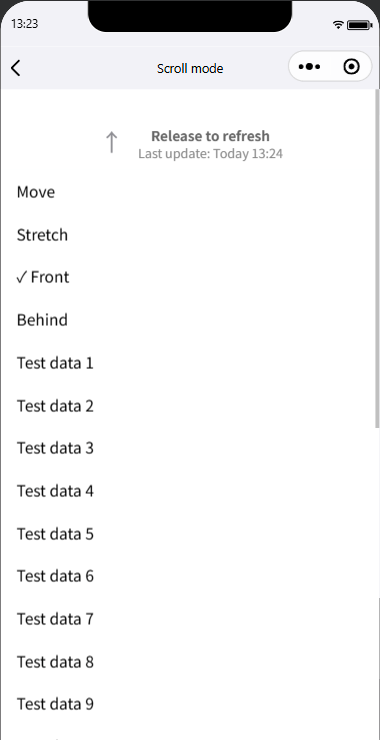 13:23
Scroll mode
Release to refresh
Last update: Today 13:24
Move
Stretch
✓ Front
Behind
Test data 1
Test data 2
Test data 3
Test data 4
Test data 5
Test data 6
Test data 7
Test data 8
Test data 9